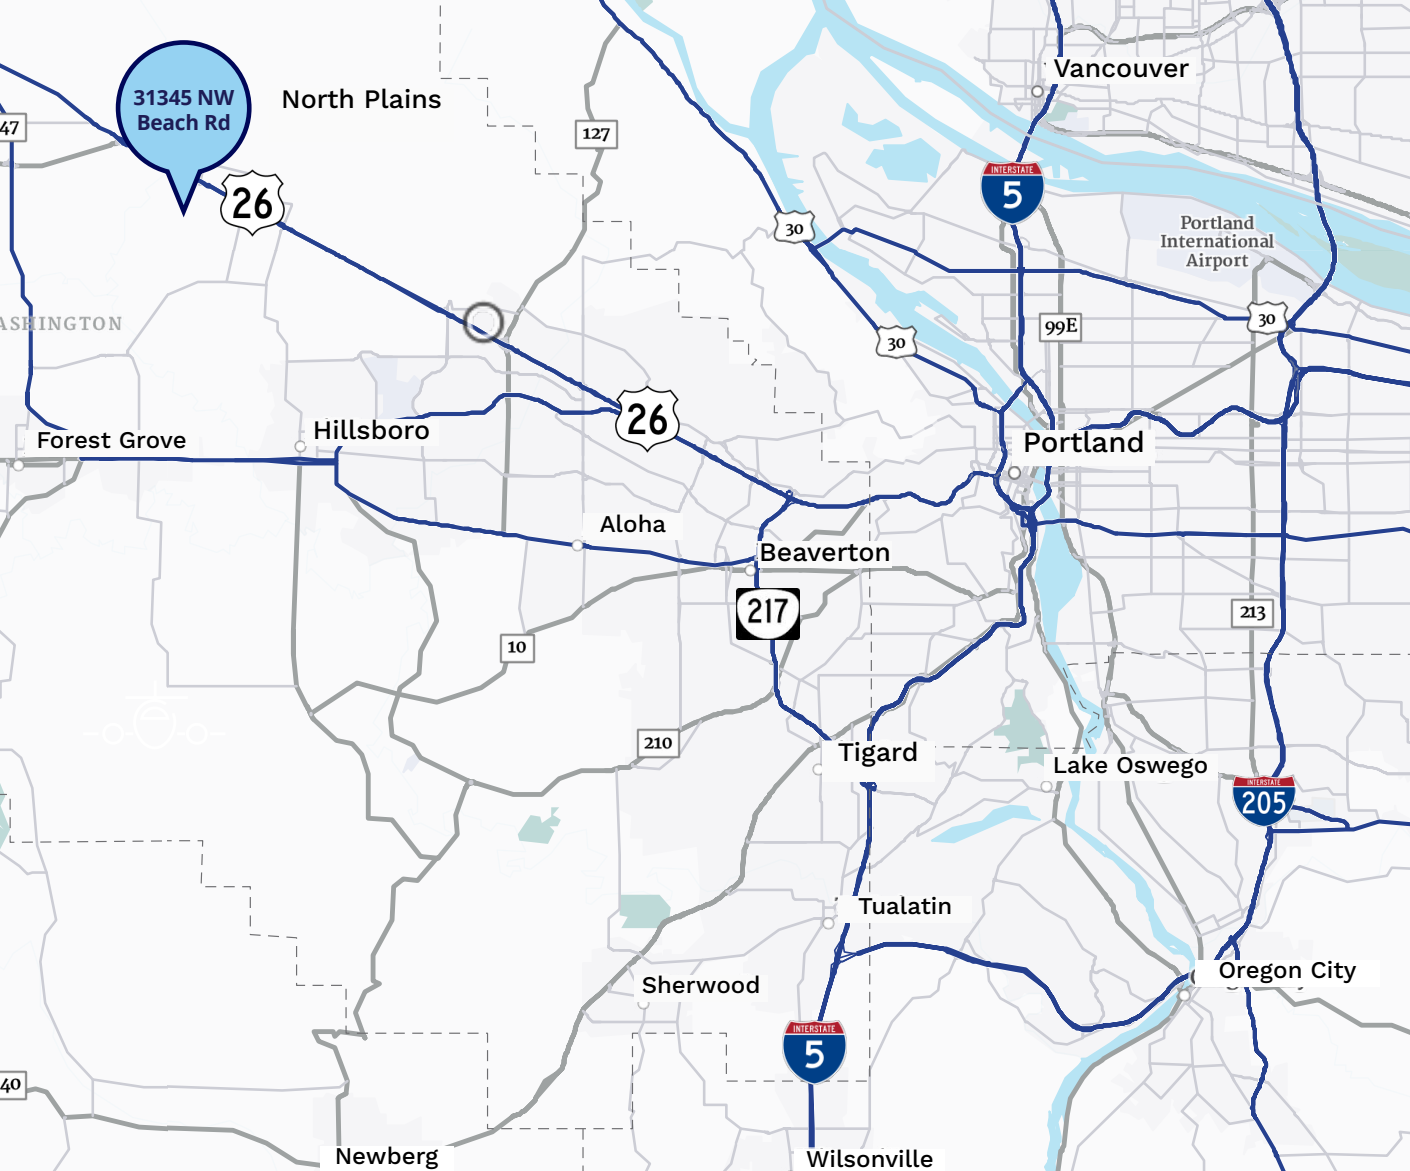 Vancouver
31345 NW
Beach Rd
North Plains
47
127
INTERSTATE
5
26
30
Portland
International
Airport
ASHINGTON
30
99E
30
26
Forest Grove
Hillsboro
Portland
Aloha
Beaverton
217
213
10
210
Tigard
Lake Oswego
INTERSTATE
205
Tualatin
Oregon City
Sherwood
INTERSTATE
5
40
Newberg
Wilsonville